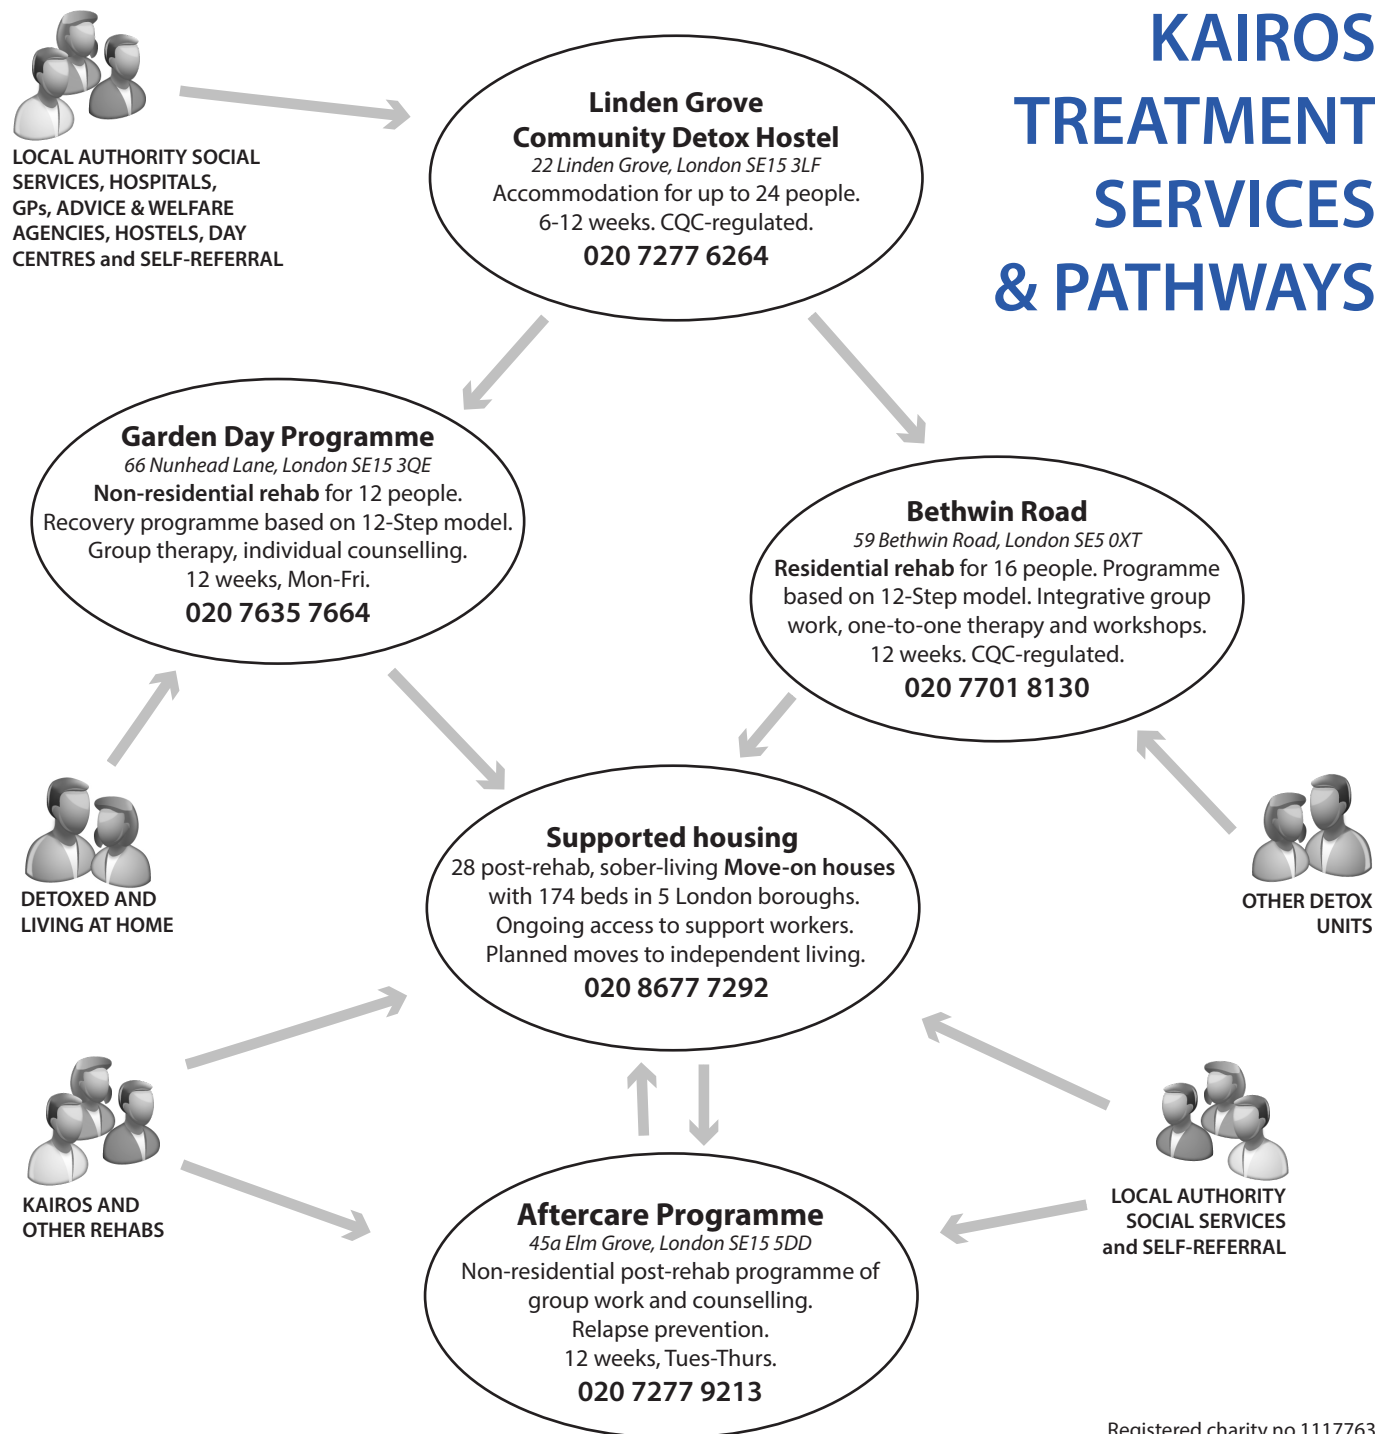 KAIROS
TREATMENT
SERVICES
& PATHWAYS
LOCAL AUTHORITY SOCIAL
SERVICES, HOSPITALS,
GPs, ADVICE & WELFARE
AGENCIES, HOSTELS, DAY
CENTRES and SELF-REFERRAL
Linden Grove
Community Detox Hostel
22 Linden Grove, London SE15 3LF
Accommodation for up to 24 people.
6-12 weeks. CQC-regulated.
020 7277 6264
Garden Day Programme
66 Nunhead Lane, London SE15 3QE
Non-residential rehab for 12 people.
Recovery programme based on 12-Step model.
Group therapy, individual counselling.
12 weeks, Mon-Fri.
020 7635 7664
Bethwin Road
59 Bethwin Road, London SE5 0XT
Residential rehab for 16 people. Programme
based on 12-Step model. Integrative group
work, one-to-one therapy and workshops.
12 weeks. CQC-regulated.
020 7701 8130
DETOXED AND
LIVING AT HOME
Supported housing
28 post-rehab, sober-living Move-on houses
with 174 beds in 5 London boroughs.
Ongoing access to support workers.
Planned moves to independent living.
020 8677 7292
OTHER DETOX
UNITS
KAIROS AND
OTHER REHABS
LOCAL AUTHORITY
SOCIAL SERVICES
and SELF-REFERRAL
Aftercare Programme
45a Elm Grove, London SE15 5DD
Non-residential post-rehab programme of
group work and counselling.
Relapse prevention.
12 weeks, Tues-Thurs.
020 7277 9213
Registered charity no 1117763